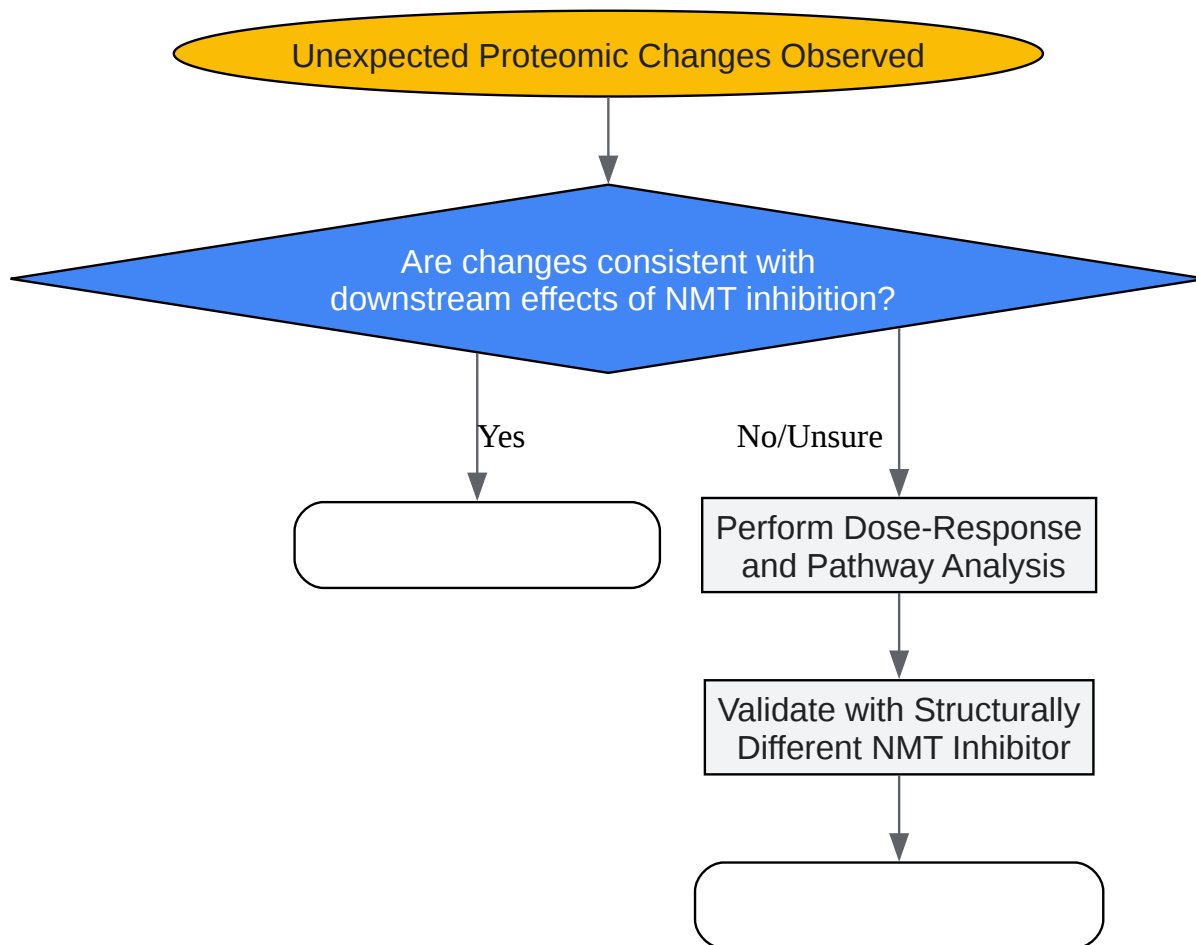 Unexpected Proteomic Changes Observed
Are changes consistent with
downstream effects of NMT inhibition?
Yes
No/Unsure
Perform Dose-Response
and Pathway Analysis
Validate with Structurally
Different NMT Inhibitor